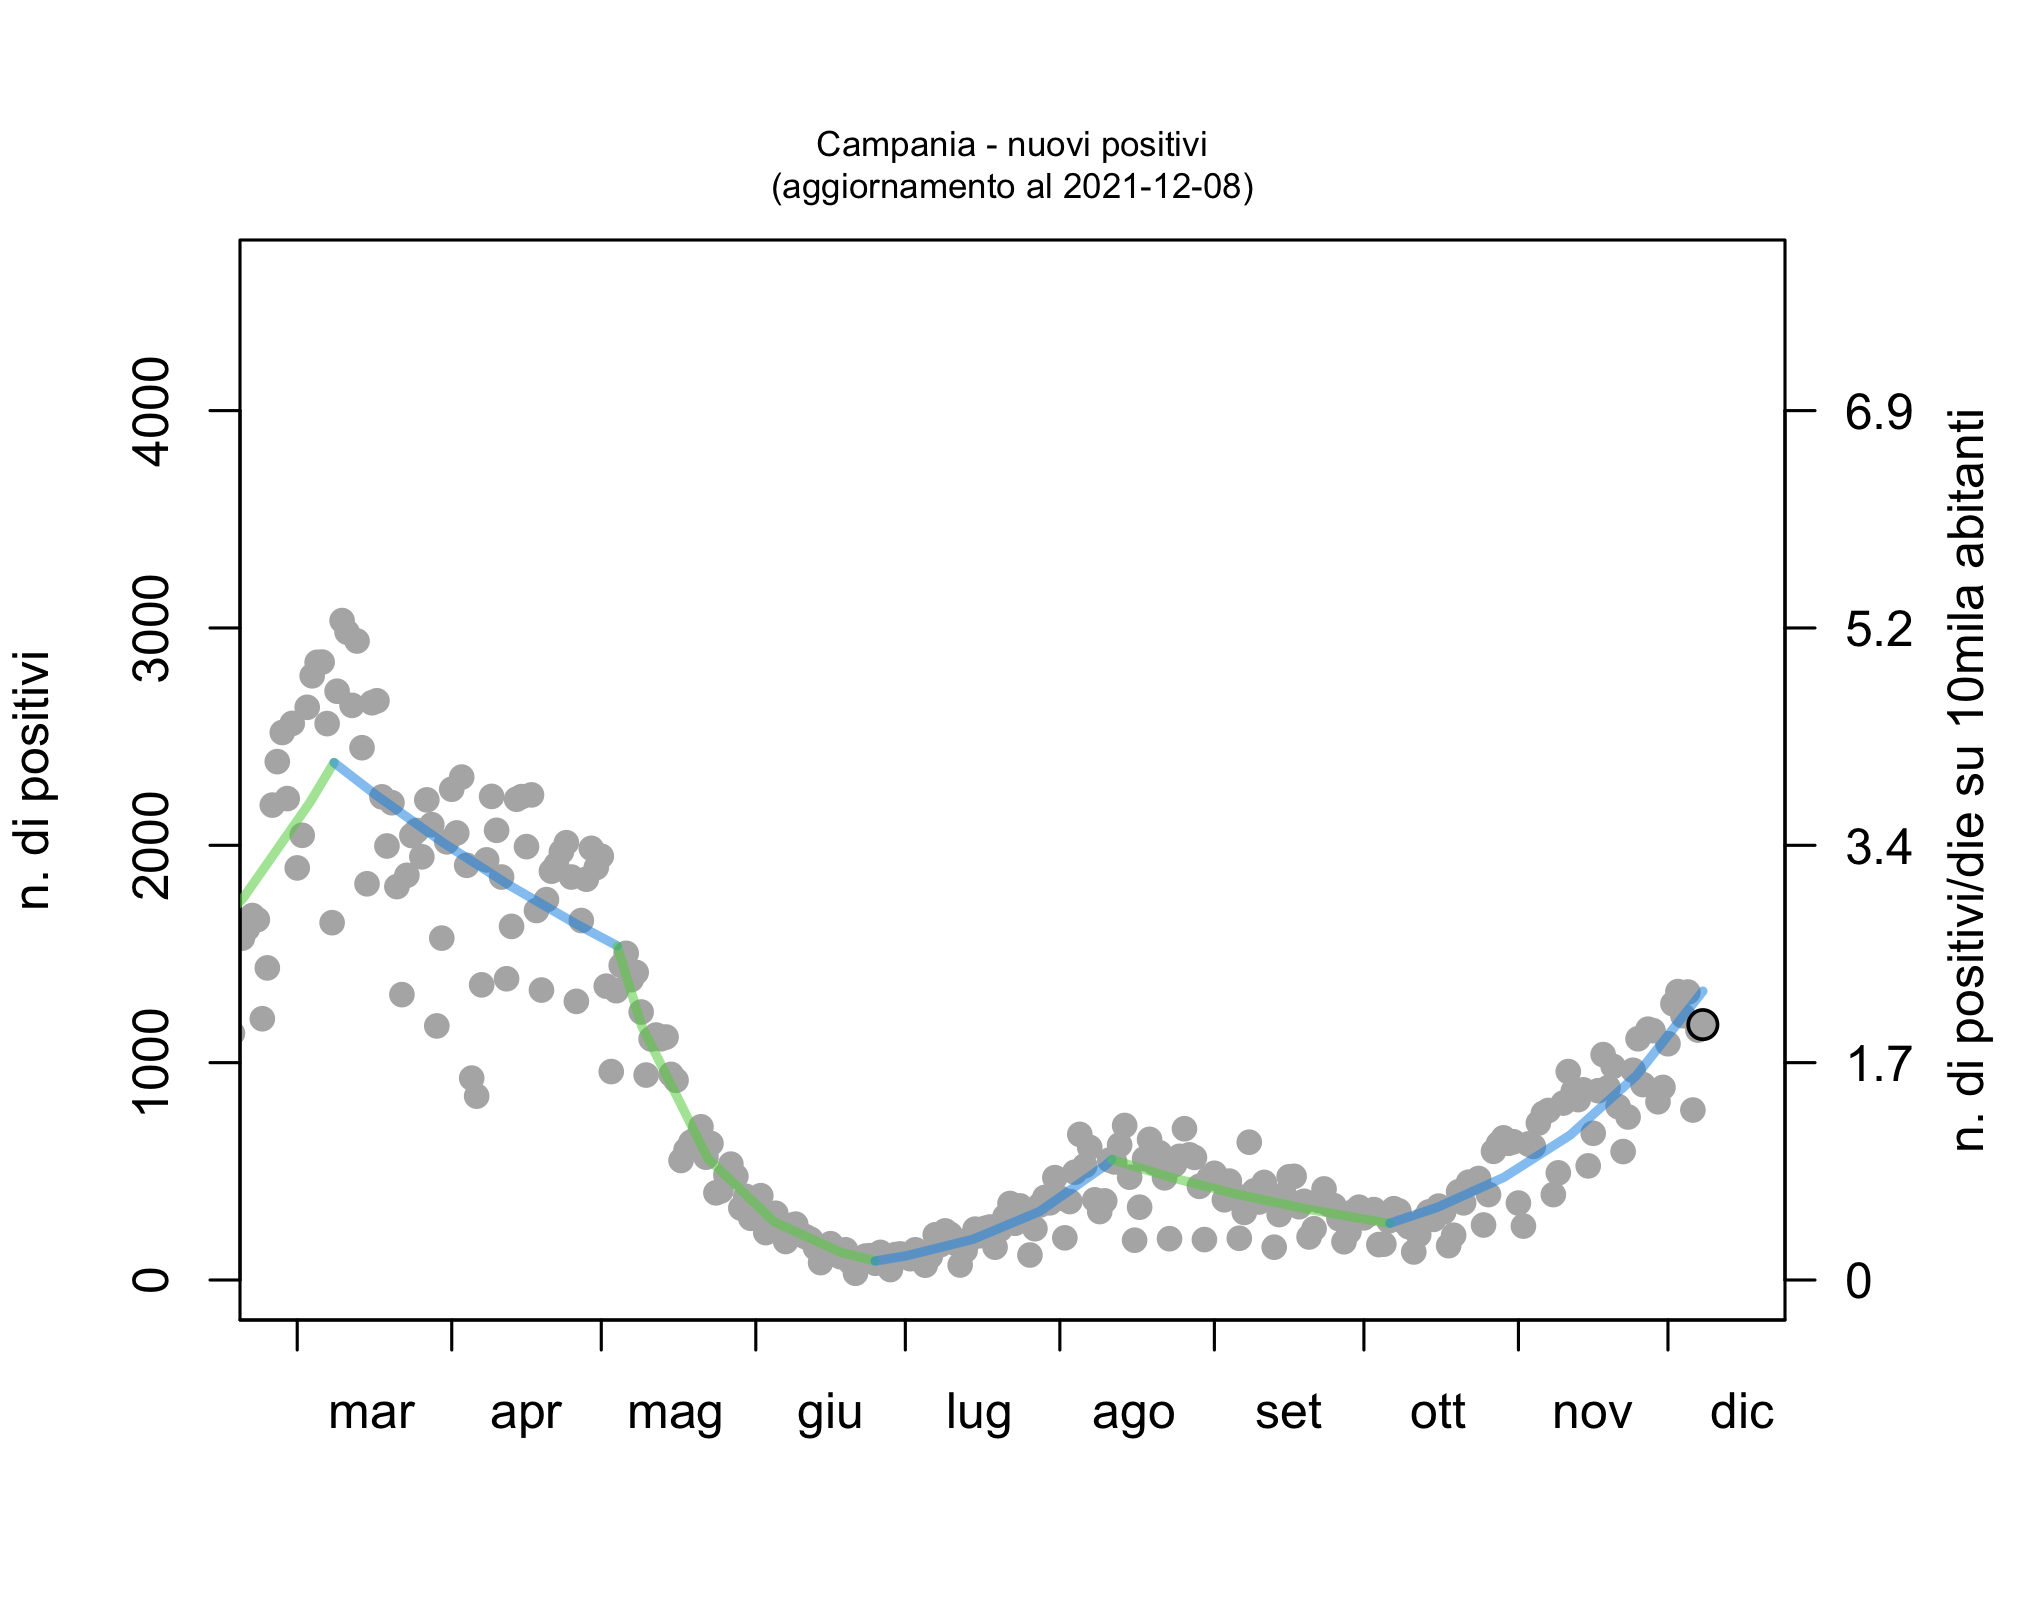 Campania - nuovi positivi
(aggiornamento al 2021-12-08)
n. di positivi
4000
3000
2000
1000
0
6.9
5.2
3.4
1.7
0
n. di positivi/die su 10mila abitanti
mar apr mag giu lug ago set ott nov dic